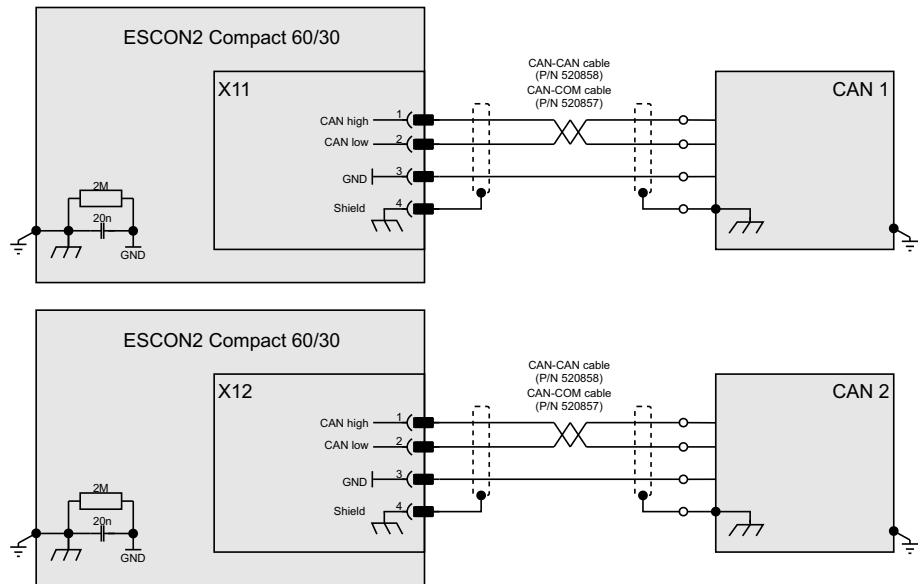 ESCON2 Compact 60/30
X11
CAN high 1
CAN low 2
GND 3
Shield 4
CAN-CAN cable
(P/N 520858)
CAN-COM cable
(P/N 520857)
CAN 1
2M
20n
GND
ESCON2 Compact 60/30
X12
CAN high 1
CAN low 2
GND 3
Shield 4
CAN-CAN cable
(P/N 520858)
CAN-COM cable
(P/N 520857)
CAN 2
2M
20n
GND